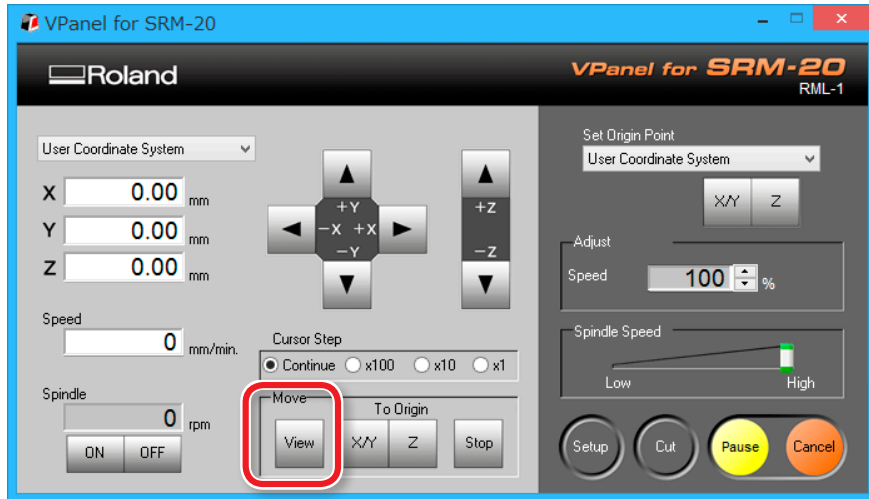 VPanel for SRM-20
Roland
VPanel for SRM-20
RML-1
User Coordinate System
X 0.00 mm
Y 0.00 mm
Z 0.00 mm
Speed
0 mm/min.
Spindle
0 rpm
ON OFF
+Y
-X +X
-Y
+Z
-Z
Cursor Step
Continue x100 x10 x1
Move
To Origin
View X/Y Z Stop
Set Origin Point
User Coordinate System
X/Y Z
Adjust
Speed 100 %
Spindle Speed
Low High
Setup Cut Pause Cancel